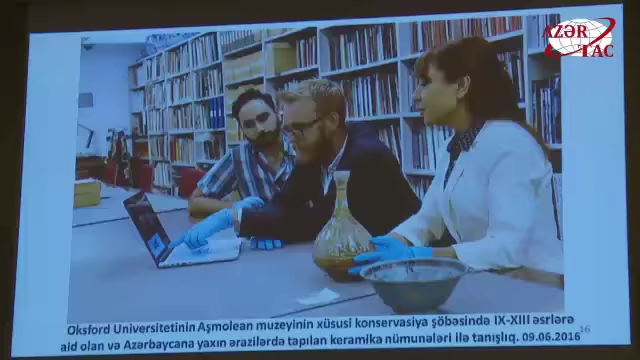 AZƏR
TAC
Oksford Universitetinin Aşmolean muzeyinin xüsusi konservasiya şöbəsində IX-XIII əsrlərə
aid olan və Azərbaycana yaxın ərazilərdə tapılan keramika nümunələri ilə tanışlıq. 09.06.2016
16